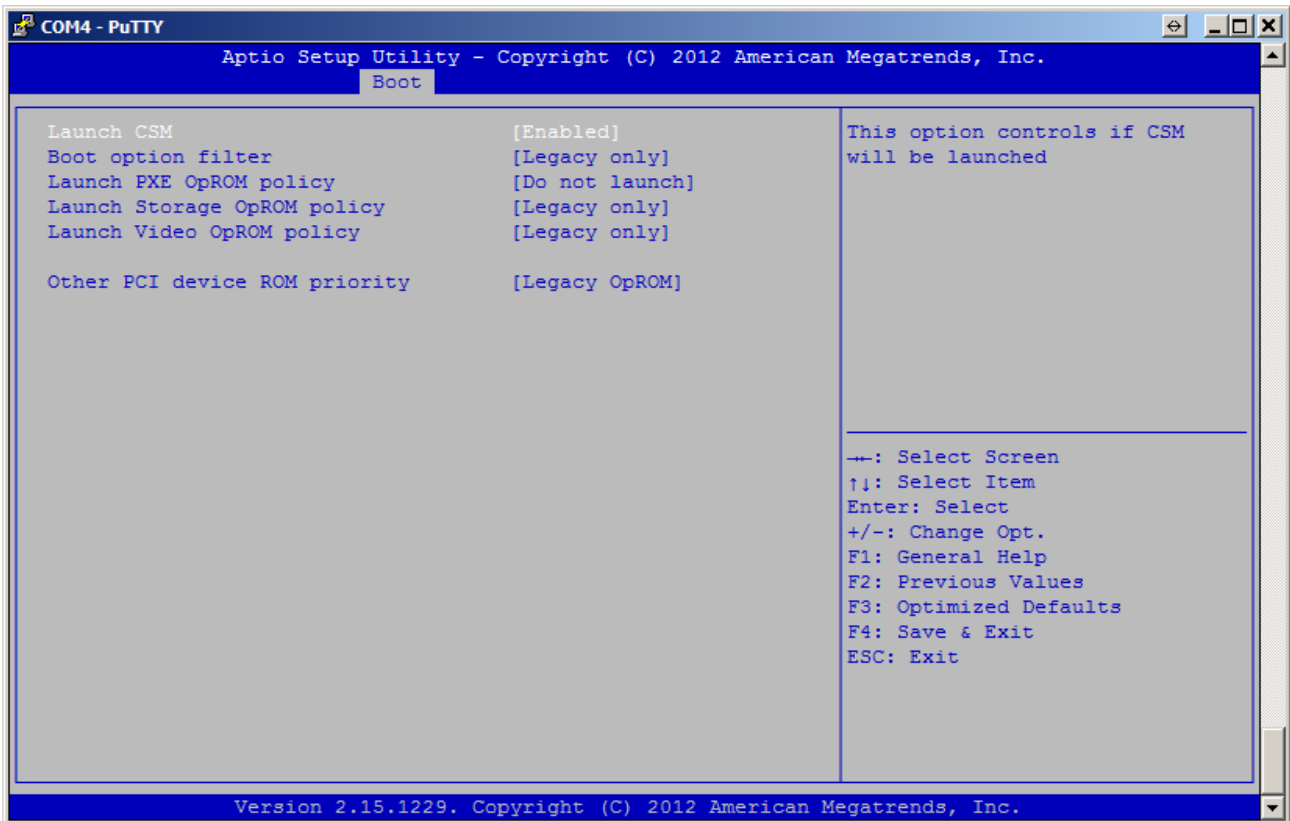 COM4 - PuTTY
Aptio Setup Utility - Copyright (C) 2012 American Megatrends, Inc.
Boot
Launch CSM [Enabled]
Boot option filter [Legacy only]
Launch PXE OpROM policy [Do not launch]
Launch Storage OpROM policy [Legacy only]
Launch Video OpROM policy [Legacy only]
Other PCI device ROM priority [Legacy OpROM]
This option controls if CSM
will be launched
→←: Select Screen
↑↓: Select Item
Enter: Select
+/-: Change Opt.
F1: General Help
F2: Previous Values
F3: Optimized Defaults
F4: Save & Exit
ESC: Exit
Version 2.15.1229. Copyright (C) 2012 American Megatrends, Inc.